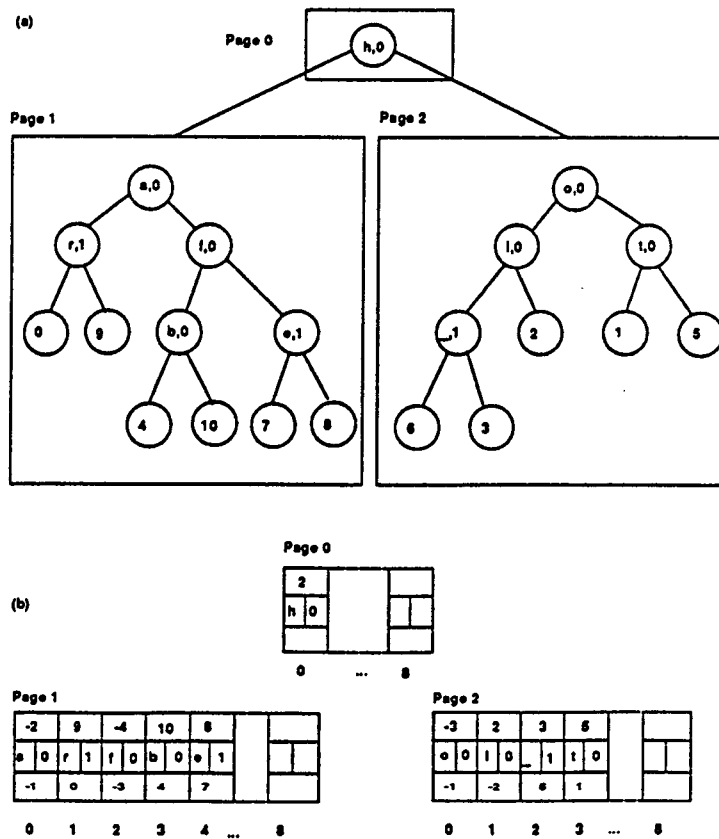 (a)
Page 0
h,0
Page 1
Page 2
a,0
o,0
r,1
f,0
l,0
t,0
0
9
b,0
e,1
_,1
2
1
5
4
10
7
8
6
3
Page 0
(b)
2
h 0
0 ... 8
Page 1
Page 2
-2 9 -4 10 8
-3 2 3 5
a 0 r 1 f 0 b 0 e 1
o 0 l 0 _ 1 t 0
-1 0 -3 4 7
-1 -2 6 1
0 1 2 3 4 ... 8
0 1 2 3 ... 8